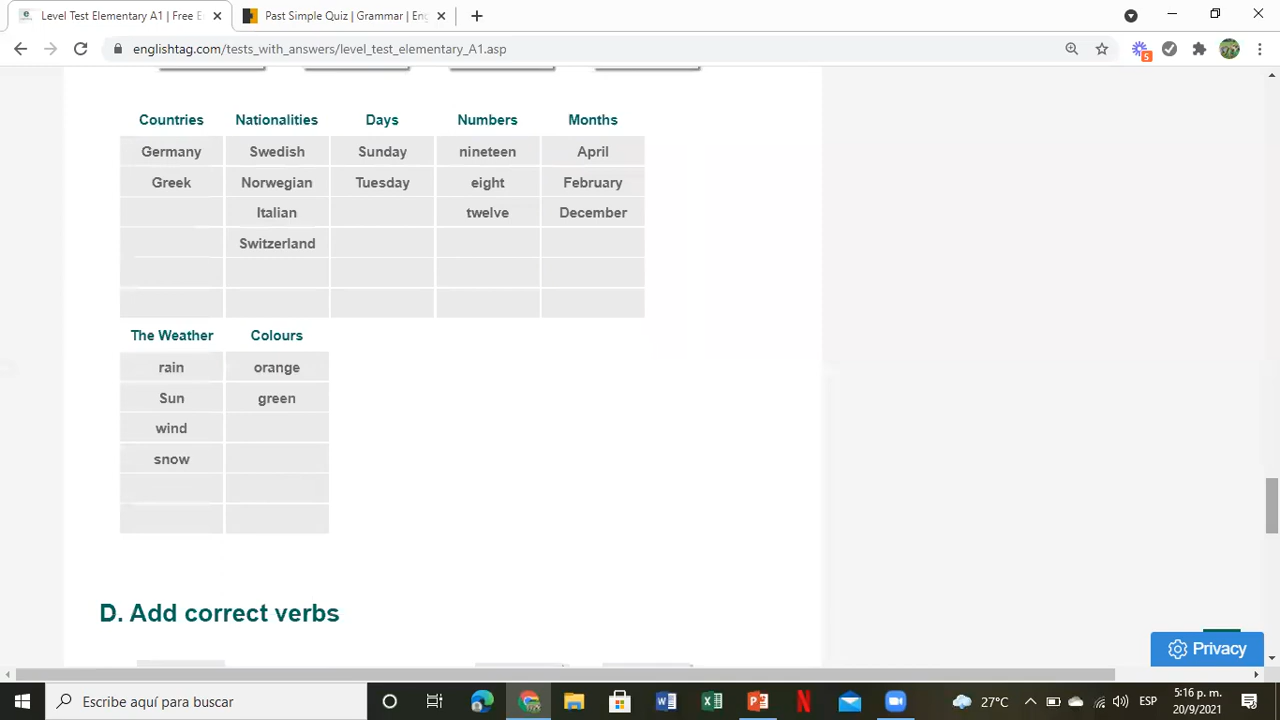 Level Test Elementary A1 | Free E
Past Simple Quiz | Grammar | Eng
englishtag.com/tests_with_answers/level_test_elementary_A1.asp
5
Countries Nationalities Days Numbers Months
Germany Swedish Sunday nineteen April
Greek Norwegian Tuesday eight February
Italian twelve December
Switzerland
The Weather Colours
rain orange
Sun green
wind
snow
D. Add correct verbs
Privacy
Escribe aquí para buscar
27°C
ESP
5:16 p. m.
20/9/2021